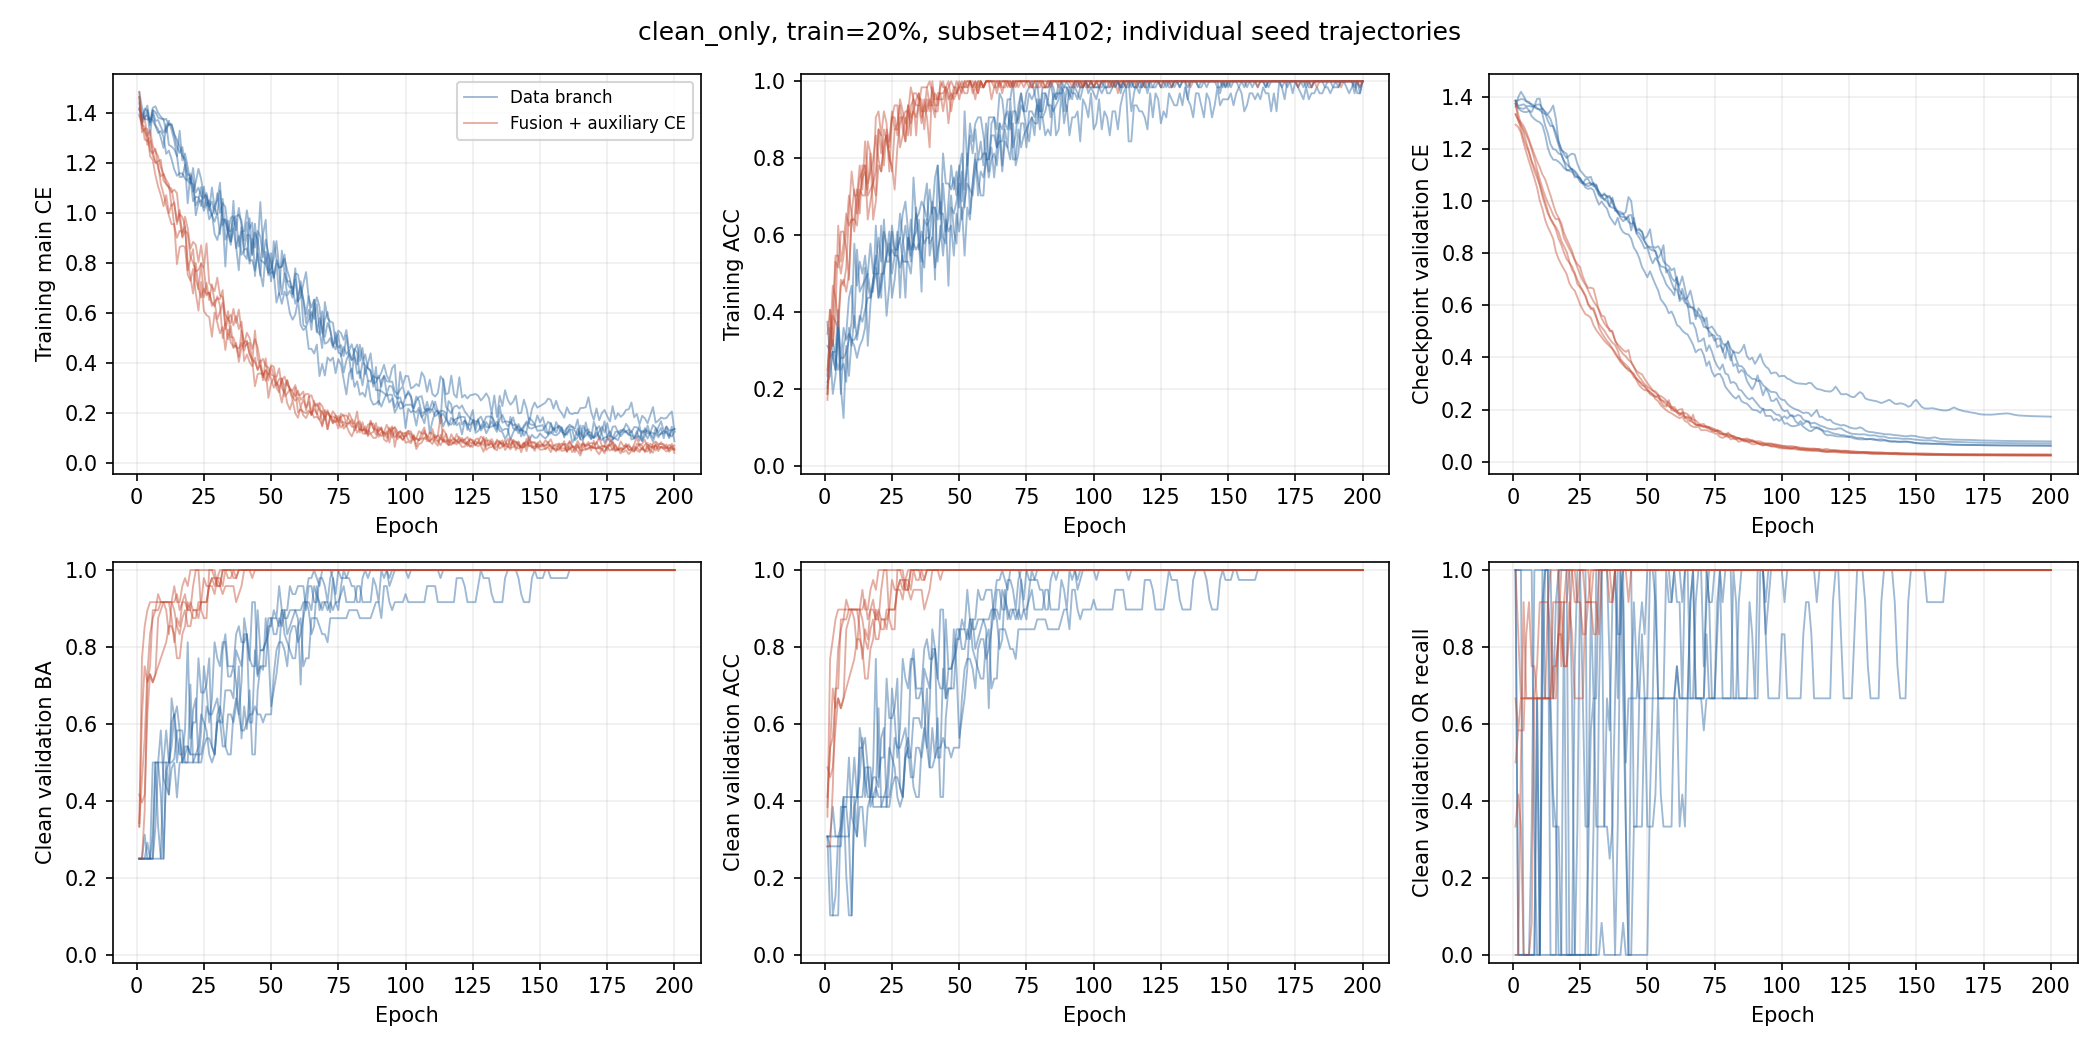 clean_only, train=20%, subset=4102; individual seed trajectories
Training main CE
1.4
1.2
1.0
0.8
0.6
0.4
0.2
0.0
Data branch
Fusion + auxiliary CE
0 25 50 75 100 125 150 175 200
Epoch
Training ACC
1.0
0.8
0.6
0.4
0.2
0.0
0 25 50 75 100 125 150 175 200
Epoch
Checkpoint validation CE
1.4
1.2
1.0
0.8
0.6
0.4
0.2
0.0
0 25 50 75 100 125 150 175 200
Epoch
Clean validation BA
1.0
0.8
0.6
0.4
0.2
0.0
0 25 50 75 100 125 150 175 200
Epoch
Clean validation ACC
1.0
0.8
0.6
0.4
0.2
0.0
0 25 50 75 100 125 150 175 200
Epoch
Clean validation OR recall
1.0
0.8
0.6
0.4
0.2
0.0
0 25 50 75 100 125 150 175 200
Epoch